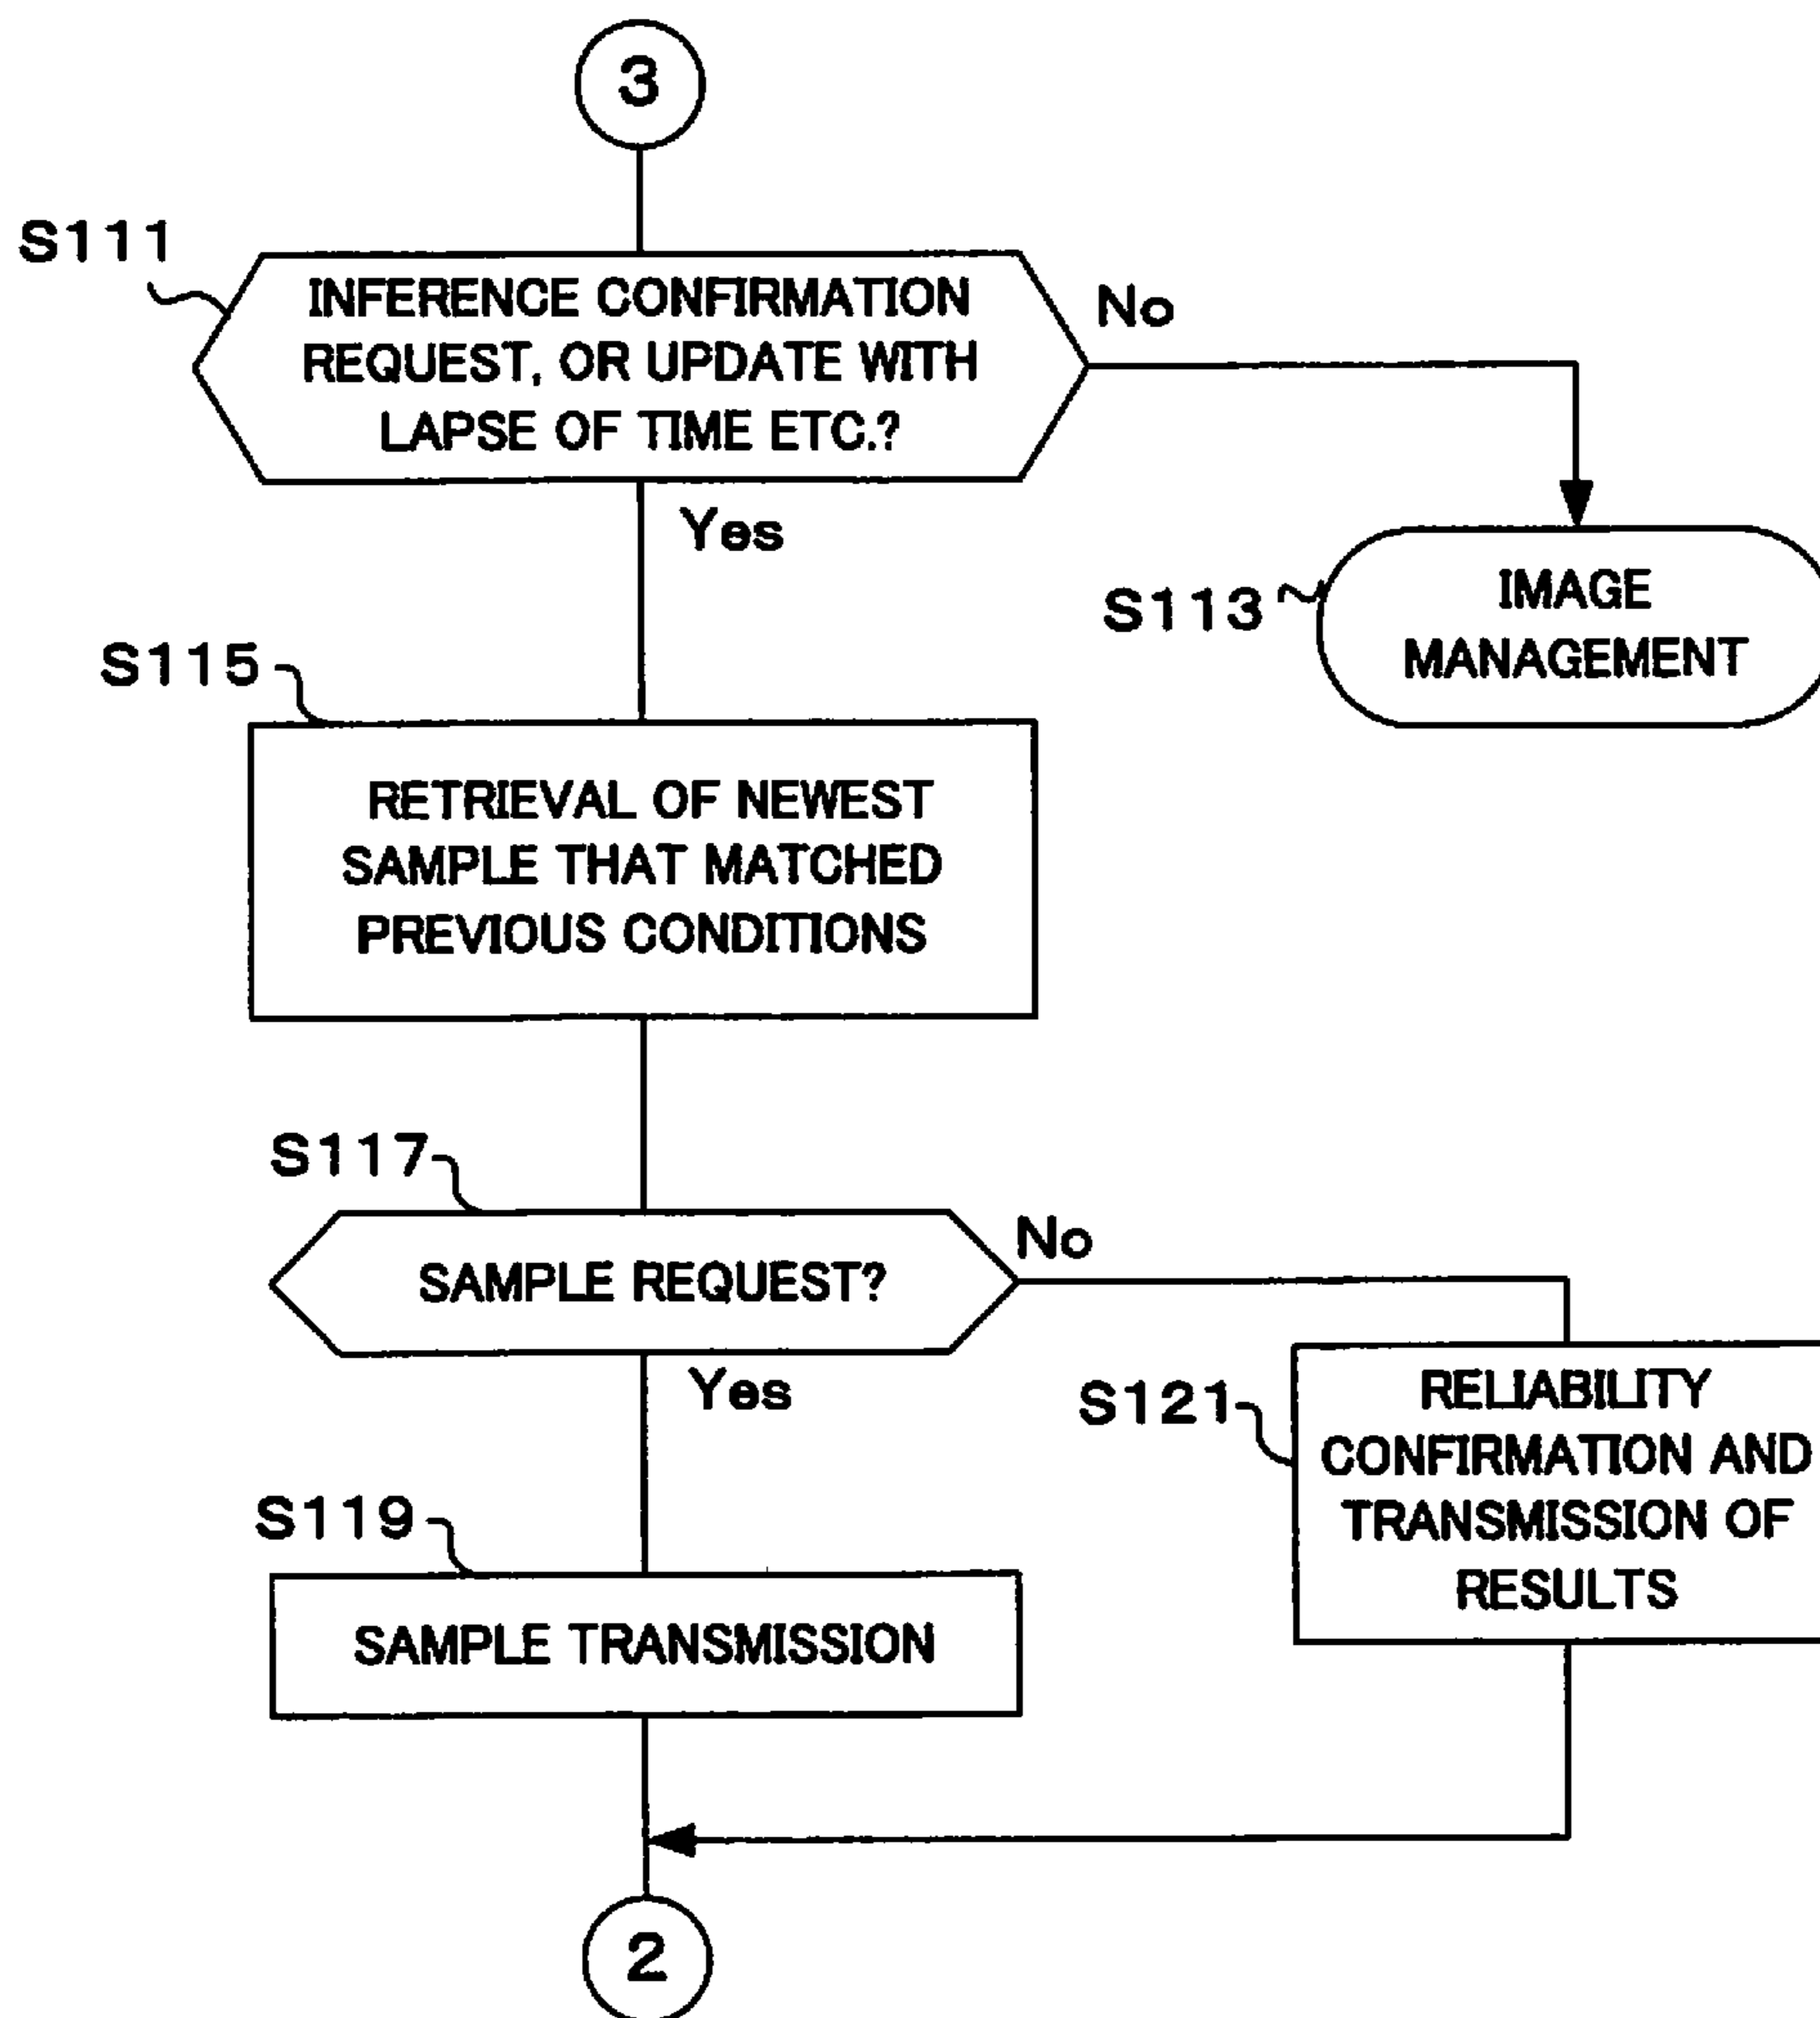 3
S111
INFERENCE CONFIRMATION
REQUEST, OR UPDATE WITH
LAPSE OF TIME ETC.?
No
Yes
S113
IMAGE
MANAGEMENT
S115
RETRIEVAL OF NEWEST
SAMPLE THAT MATCHED
PREVIOUS CONDITIONS
S117
SAMPLE REQUEST?
No
Yes
S121
RELIABILITY
CONFIRMATION AND
TRANSMISSION OF
RESULTS
S119
SAMPLE TRANSMISSION
2